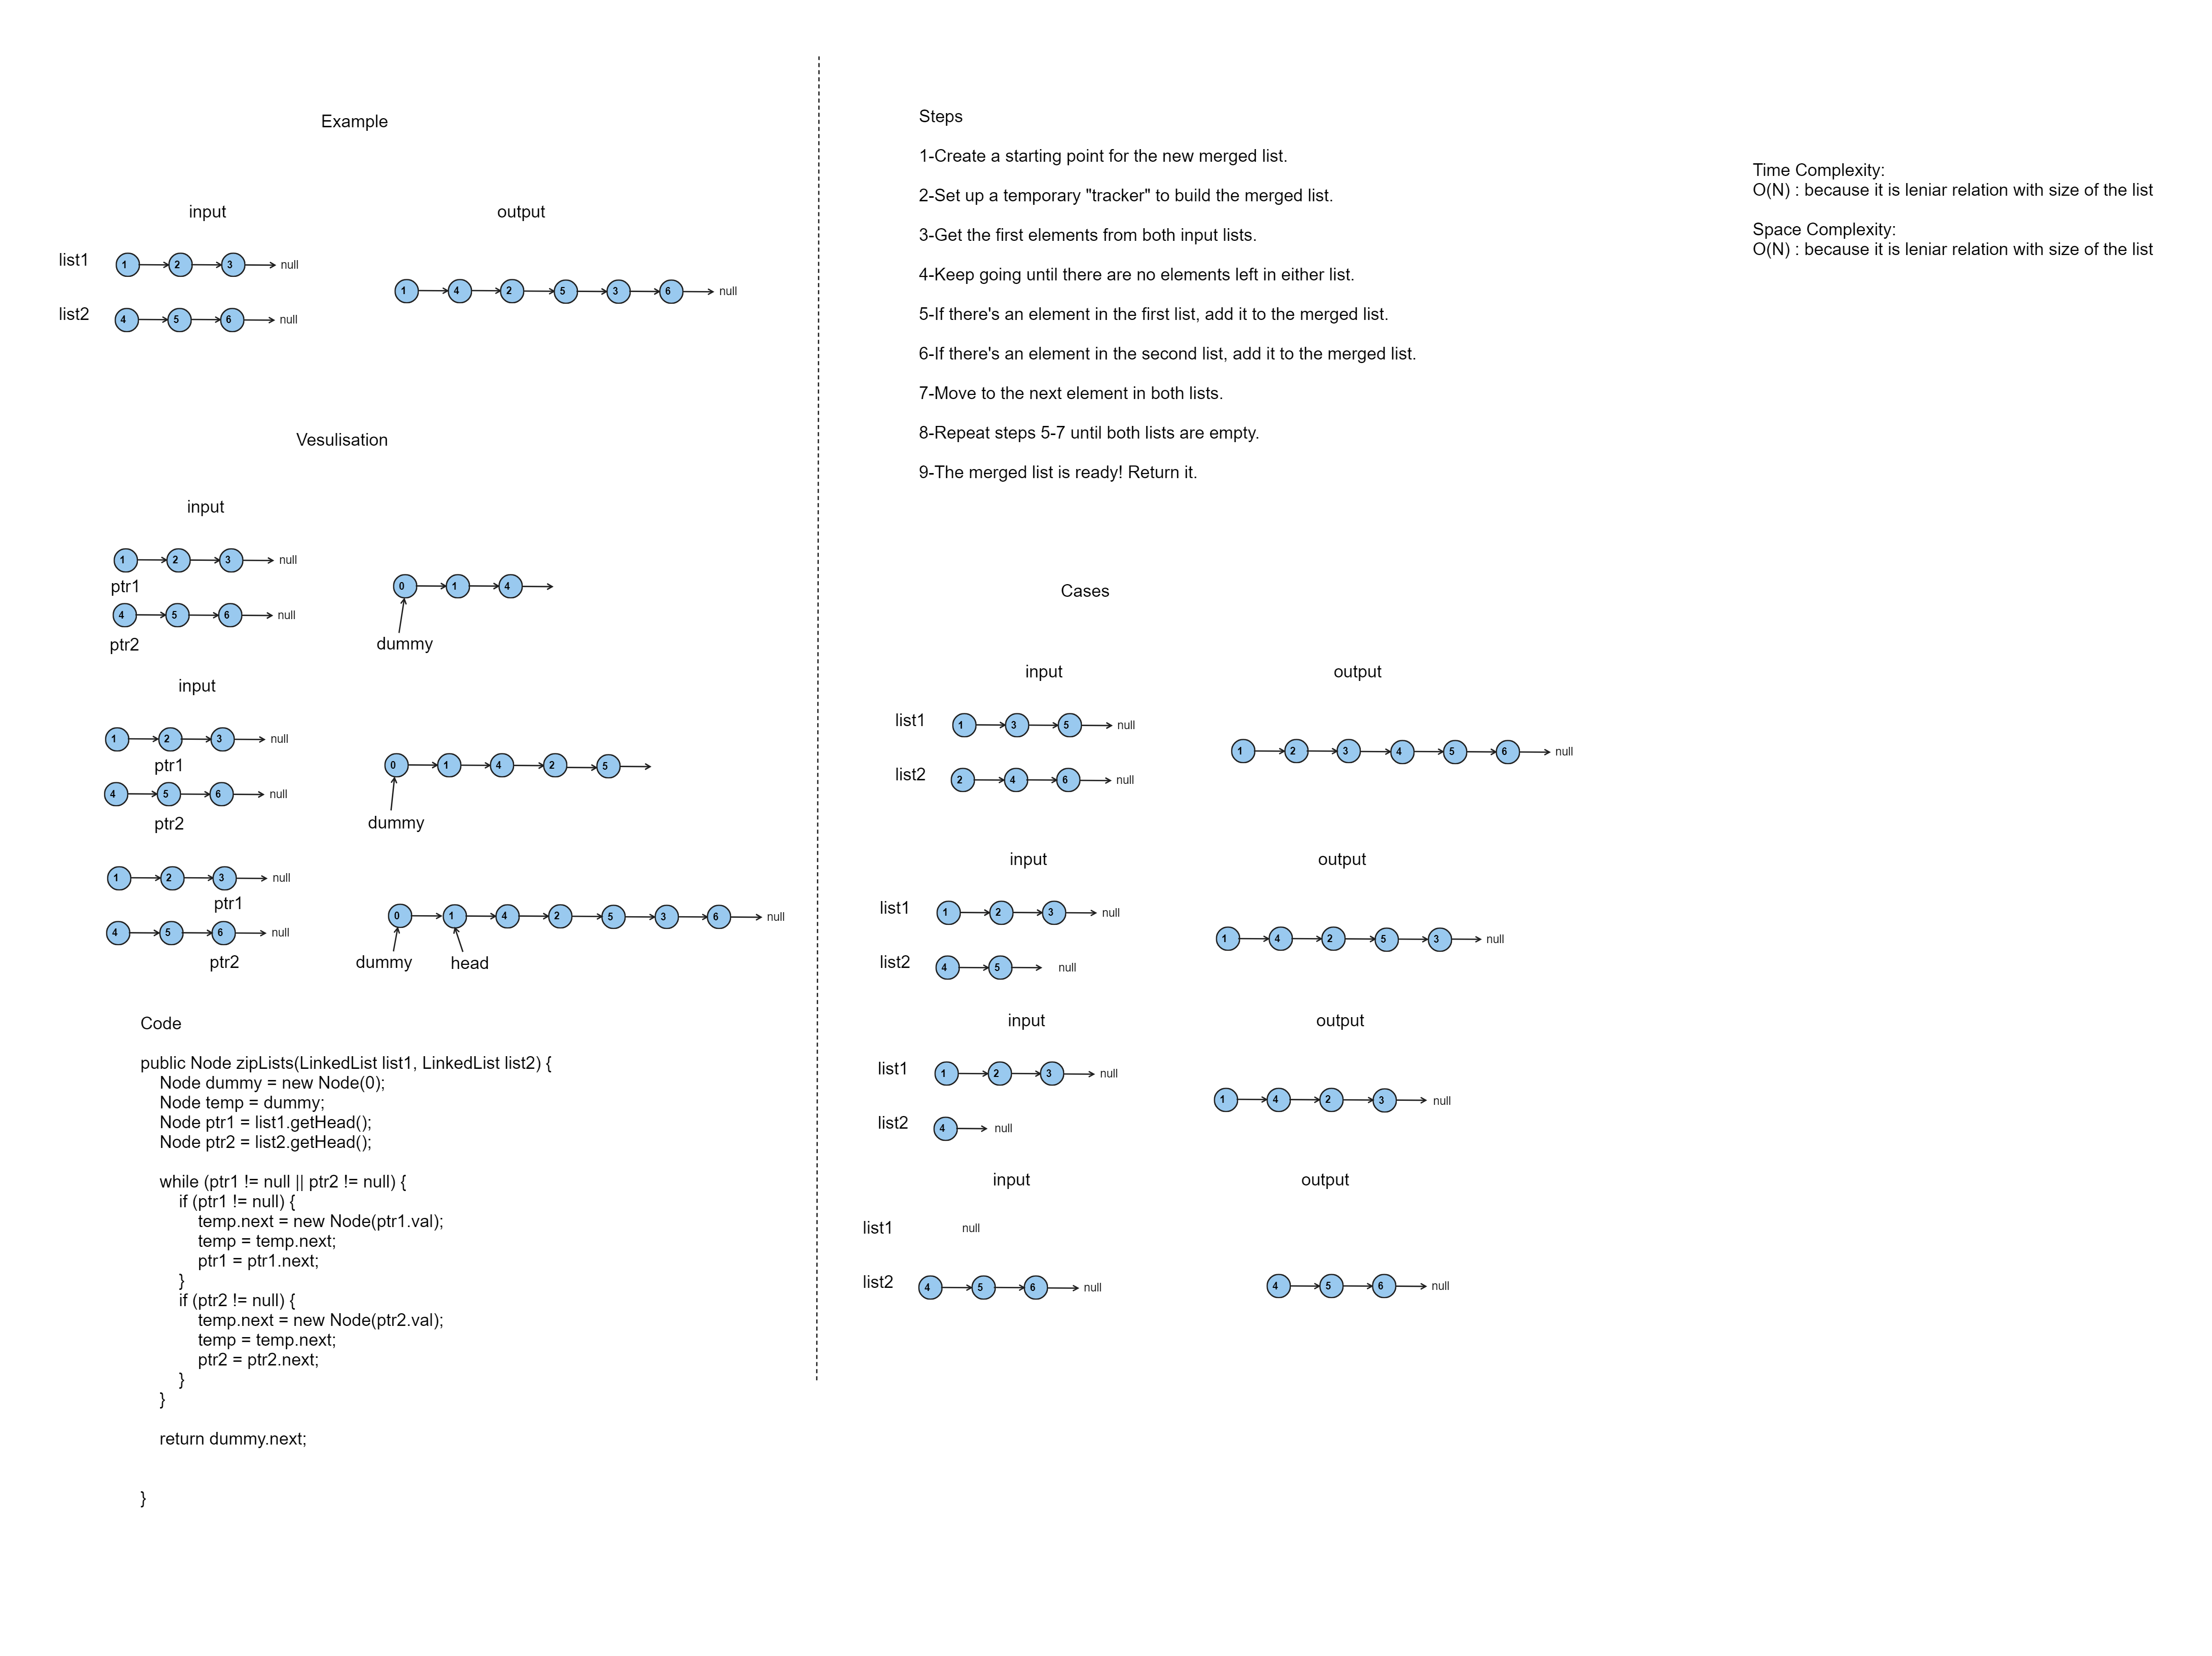 Example
input
output
list1
1 2 3 null
list2
4 5 6 null
1 4 2 5 3 6 null
Vesulisation
input
1 2 3 null
ptr1
4 5 6 null
ptr2
0 1 4
dummy
input
1 2 3 null
ptr1
4 5 6 null
ptr2
0 1 4 2 5
dummy
1 2 3 null
ptr1
4 5 6 null
ptr2
0 1 4 2 5 3 6 null
dummy head
Code
public Node zipLists(LinkedList list1, LinkedList list2) {
Node dummy = new Node(0);
Node temp = dummy;
Node ptr1 = list1.getHead();
Node ptr2 = list2.getHead();
while (ptr1 != null || ptr2 != null) {
if (ptr1 != null) {
temp.next = new Node(ptr1.val);
temp = temp.next;
ptr1 = ptr1.next;
}
if (ptr2 != null) {
temp.next = new Node(ptr2.val);
temp = temp.next;
ptr2 = ptr2.next;
}
}
return dummy.next;
}
Steps
1-Create a starting point for the new merged list.
2-Set up a temporary "tracker" to build the merged list.
3-Get the first elements from both input lists.
4-Keep going until there are no elements left in either list.
5-If there's an element in the first list, add it to the merged list.
6-If there's an element in the second list, add it to the merged list.
7-Move to the next element in both lists.
8-Repeat steps 5-7 until both lists are empty.
9-The merged list is ready! Return it.
Cases
input
output
list1
1 3 5 null
list2
2 4 6 null
1 2 3 4 5 6 null
input
output
list1
1 2 3 null
list2
4 5 null
1 4 2 5 3 null
input
output
list1
1 2 3 null
list2
4 null
1 4 2 3 null
input
output
list1
null
list2
4 5 6 null
4 5 6 null
Time Complexity:
O(N) : because it is leniar relation with size of the list
Space Complexity:
O(N) : because it is leniar relation with size of the list